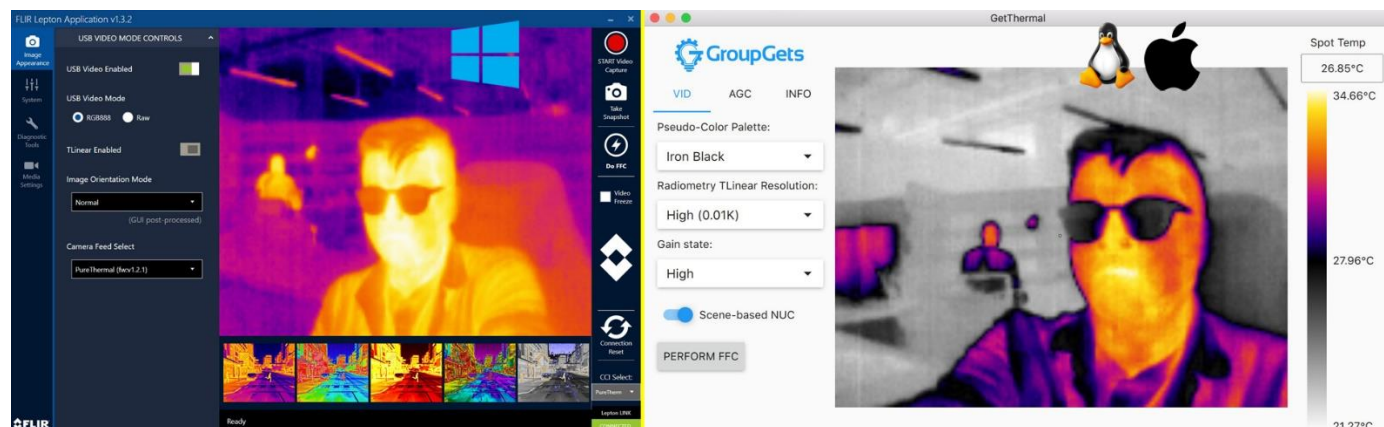 FLIR Lepton Application v1.3.2
Image
Appearance
System
Diagnostic
Tools
Media
Settings
FLIR
USB VIDEO MODE CONTROLS
USB Video Enabled
USB Video Mode
RGB888
Raw
TLinear Enabled
Image Orientation Mode
Normal
(GUI post-processed)
Camera Feed Select
PureThermal (fw:v1.2.1)
Ready
START Video
Capture
Take
Snapshot
Do FFC
Video
Freeze
Connection
Reset
CCI Select:
PureTherm
Lepton LINK
CONNECTED
GetThermal
GroupGets
VID AGC INFO
Pseudo-Color Palette:
Iron Black
Radiometry TLinear Resolution:
High (0.01K)
Gain state:
High
Scene-based NUC
PERFORM FFC
Spot Temp
26.85°C
34.66°C
27.96°C
21.27°C